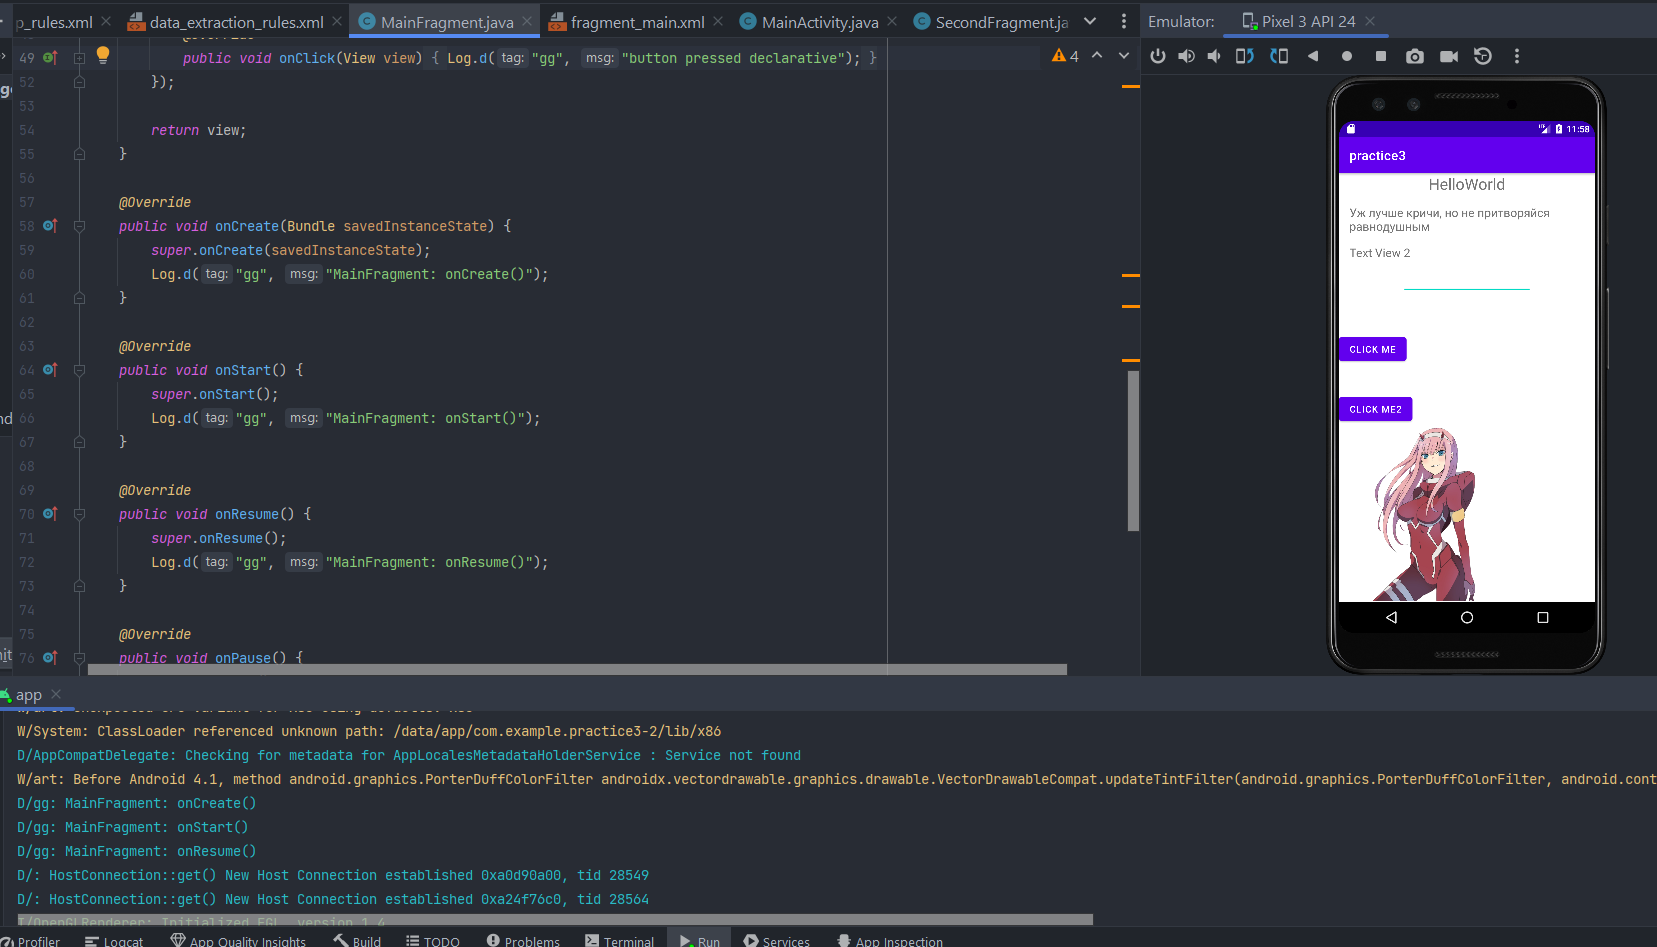 p_rules.xml data_extraction_rules.xml MainFragment.java fragment_main.xml MainActivity.java SecondFragment.ja Emulator: Pixel 3 API 24
49 public void onClick(View view) { Log.d( tag: "gg", msg: "button pressed declarative"); } 4
52 });
53
54 return view;
55 }
56
57 @Override
58 public void onCreate(Bundle savedInstanceState) {
59 super.onCreate(savedInstanceState);
60 Log.d( tag: "gg", msg: "MainFragment: onCreate()");
61 }
62
63 @Override
64 public void onStart() {
65 super.onStart();
66 Log.d( tag: "gg", msg: "MainFragment: onStart()");
67 }
68
69 @Override
70 public void onResume() {
71 super.onResume();
72 Log.d( tag: "gg", msg: "MainFragment: onResume()");
73 }
74
75 @Override
76 public void onPause() {
11:58
practice3
HelloWorld
Уж лучше кричи, но не притворяйся
равнодушным
Text View 2
CLICK ME
CLICK ME2
app
W/System: ClassLoader referenced unknown path: /data/app/com.example.practice3-2/lib/x86
D/AppCompatDelegate: Checking for metadata for AppLocalesMetadataHolderService : Service not found
W/art: Before Android 4.1, method android.graphics.PorterDuffColorFilter androidx.vectordrawable.graphics.drawable.VectorDrawableCompat.updateTintFilter(android.graphics.PorterDuffColorFilter, android.cont
D/gg: MainFragment: onCreate()
D/gg: MainFragment: onStart()
D/gg: MainFragment: onResume()
D/: HostConnection::get() New Host Connection established 0xa0d90a00, tid 28549
D/: HostConnection::get() New Host Connection established 0xa24f76c0, tid 28564
I/OpenGLRenderer: Initialized EGL, version 1.4
Profiler Logcat App Quality Insights Build TODO Problems Terminal Run Services App Inspection